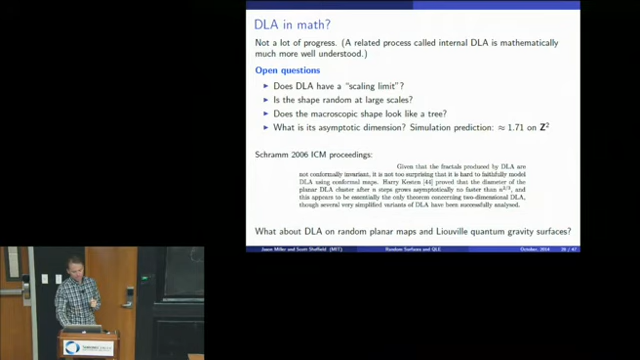 DLA in math?
Not a lot of progress. (A related process called internal DLA is mathematically
much more well understood.)
Open questions
Does DLA have a "scaling limit"?
Is the shape random at large scales?
Does the macroscopic shape look like a tree?
What is its asymptotic dimension? Simulation prediction: ≈ 1.71 on Z²
Schramm 2006 ICM proceedings:
Given that the fractals produced by DLA are
not conformally invariant, it is not too surprising that it is hard to faithfully model
DLA using conformal maps. Harry Kesten [44] proved that the diameter of the
planar DLA cluster after n steps grows asymptotically no faster than n^{2/3}, and
this appears to be essentially the only theorem concerning two-dimensional DLA,
though several very simplified variants of DLA have been successfully analysed.
What about DLA on random planar maps and Liouville quantum gravity surfaces?
Jason Miller and Scott Sheffield (MIT) Random Surfaces and QLE October, 2014